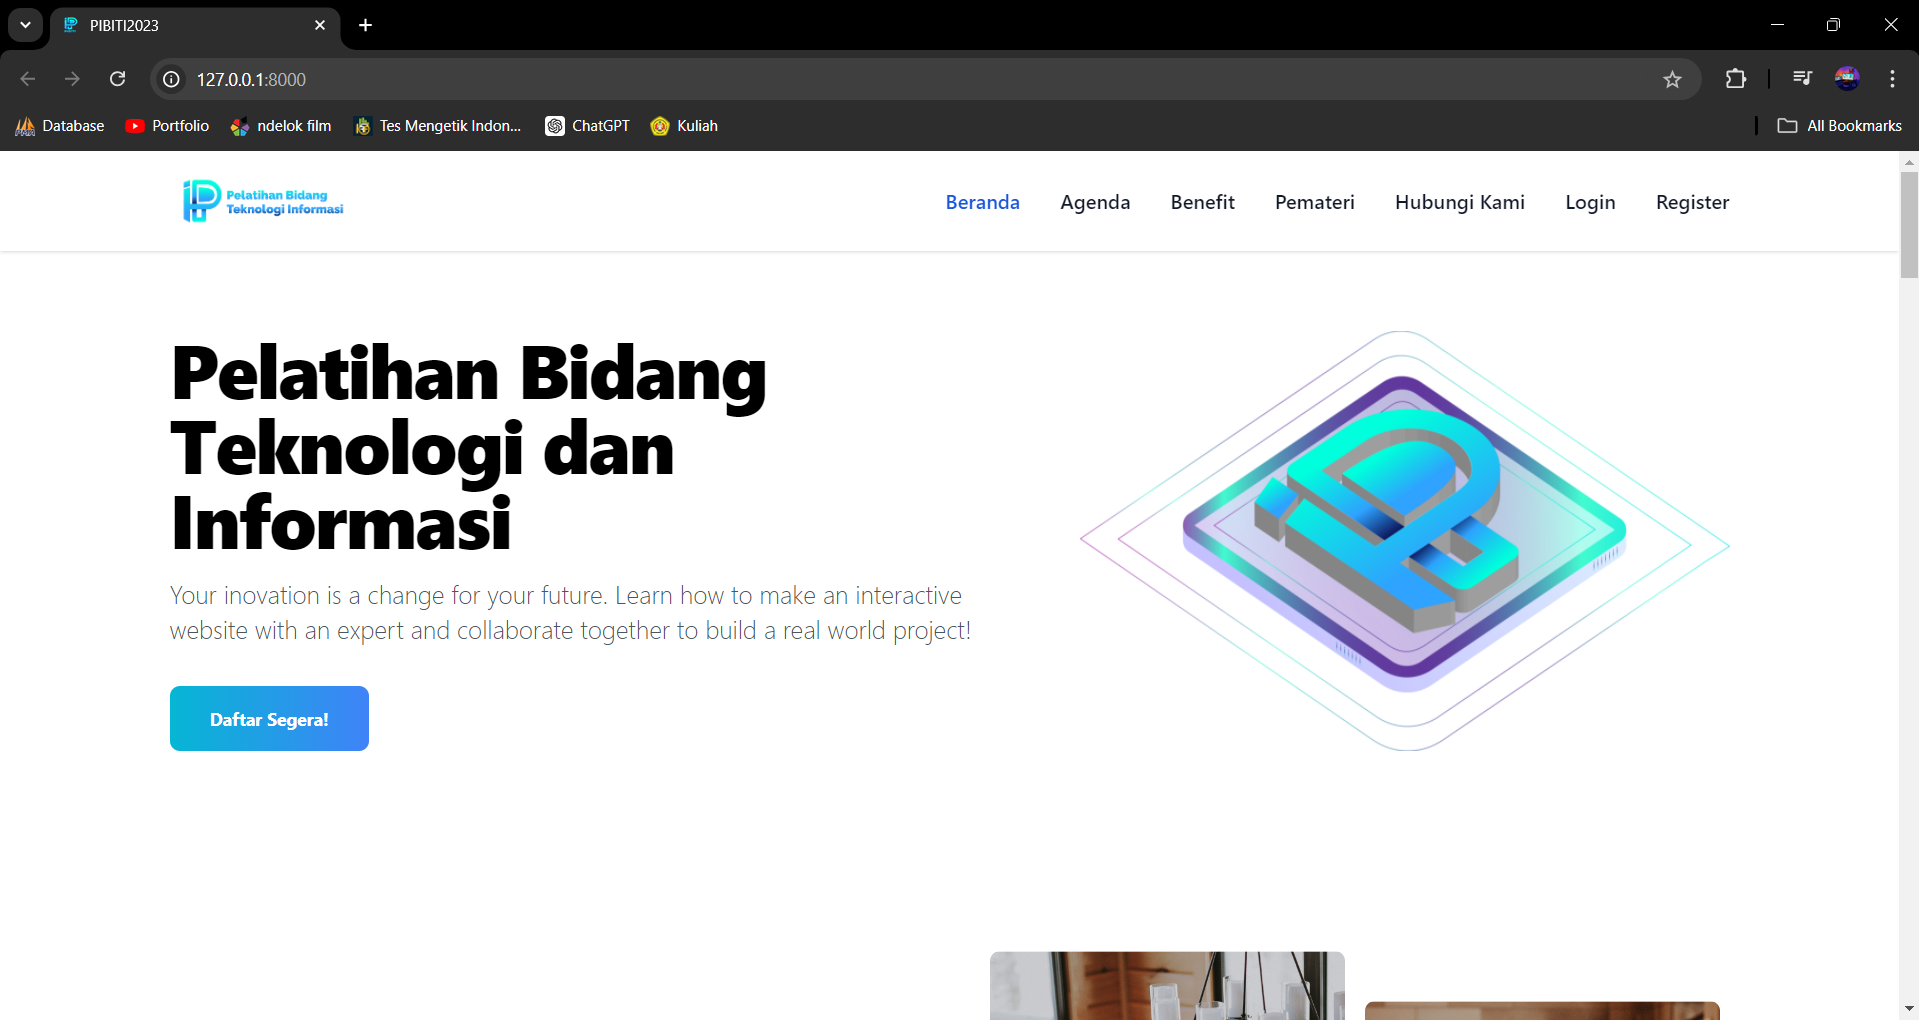 PIBITI2023
127.0.0.1:8000
Database
Portfolio
ndelok film
Tes Mengetik Indon...
ChatGPT
Kuliah
All Bookmarks
Pelatihan Bidang
Teknologi Informasi
Beranda
Agenda
Benefit
Pemateri
Hubungi Kami
Login
Register
Pelatihan Bidang
Teknologi dan
Informasi
Your inovation is a change for your future. Learn how to make an interactive
website with an expert and collaborate together to build a real world project!
Daftar Segera!